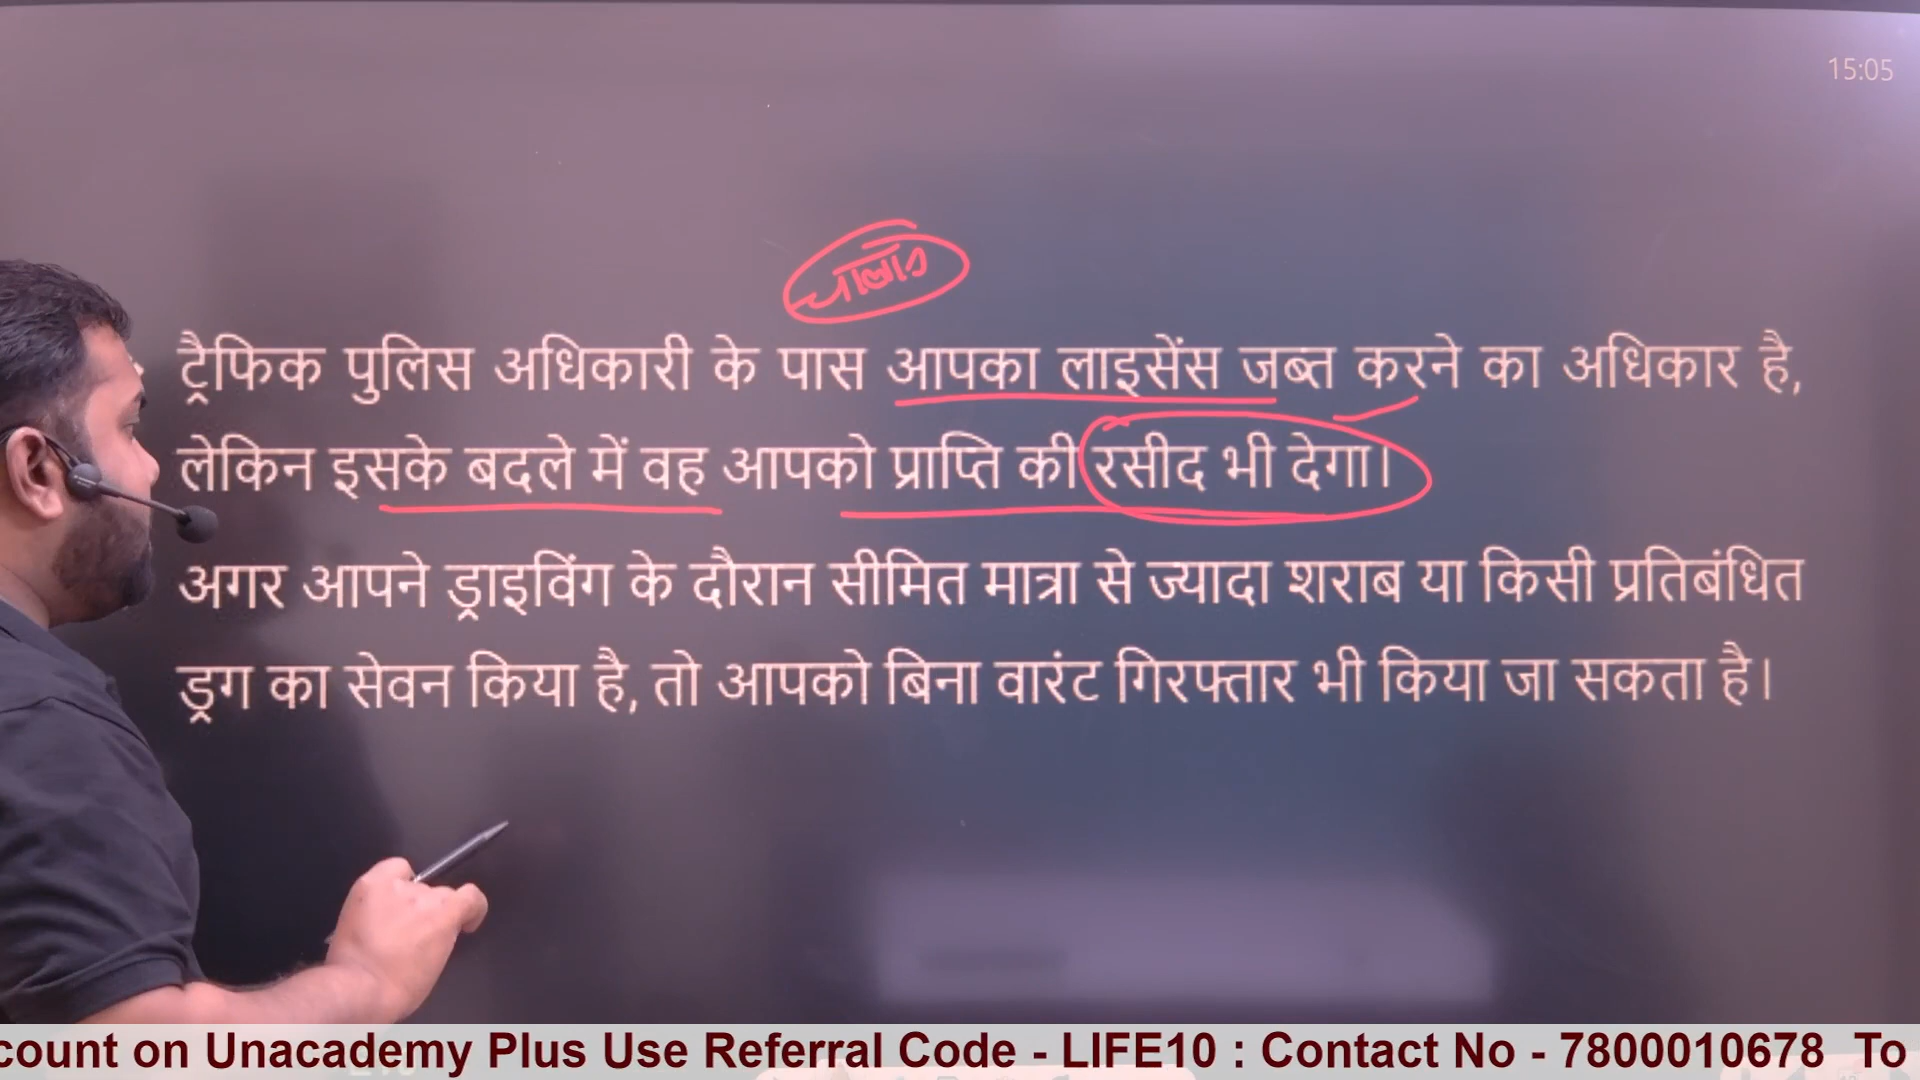 15:05
ट्रैफिक पुलिस अधिकारी के पास आपका लाइसेंस जब्त करने का अधिकार है,
लेकिन इसके बदले में वह आपको प्राप्ति की रसीद भी देगा।
अगर आपने ड्राइविंग के दौरान सीमित मात्रा से ज्यादा शराब या किसी प्रतिबंधित
ड्रग का सेवन किया है, तो आपको बिना वारंट गिरफ्तार भी किया जा सकता है।
count on Unacademy Plus Use Referral Code - LIFE10 : Contact No - 7800010678 To